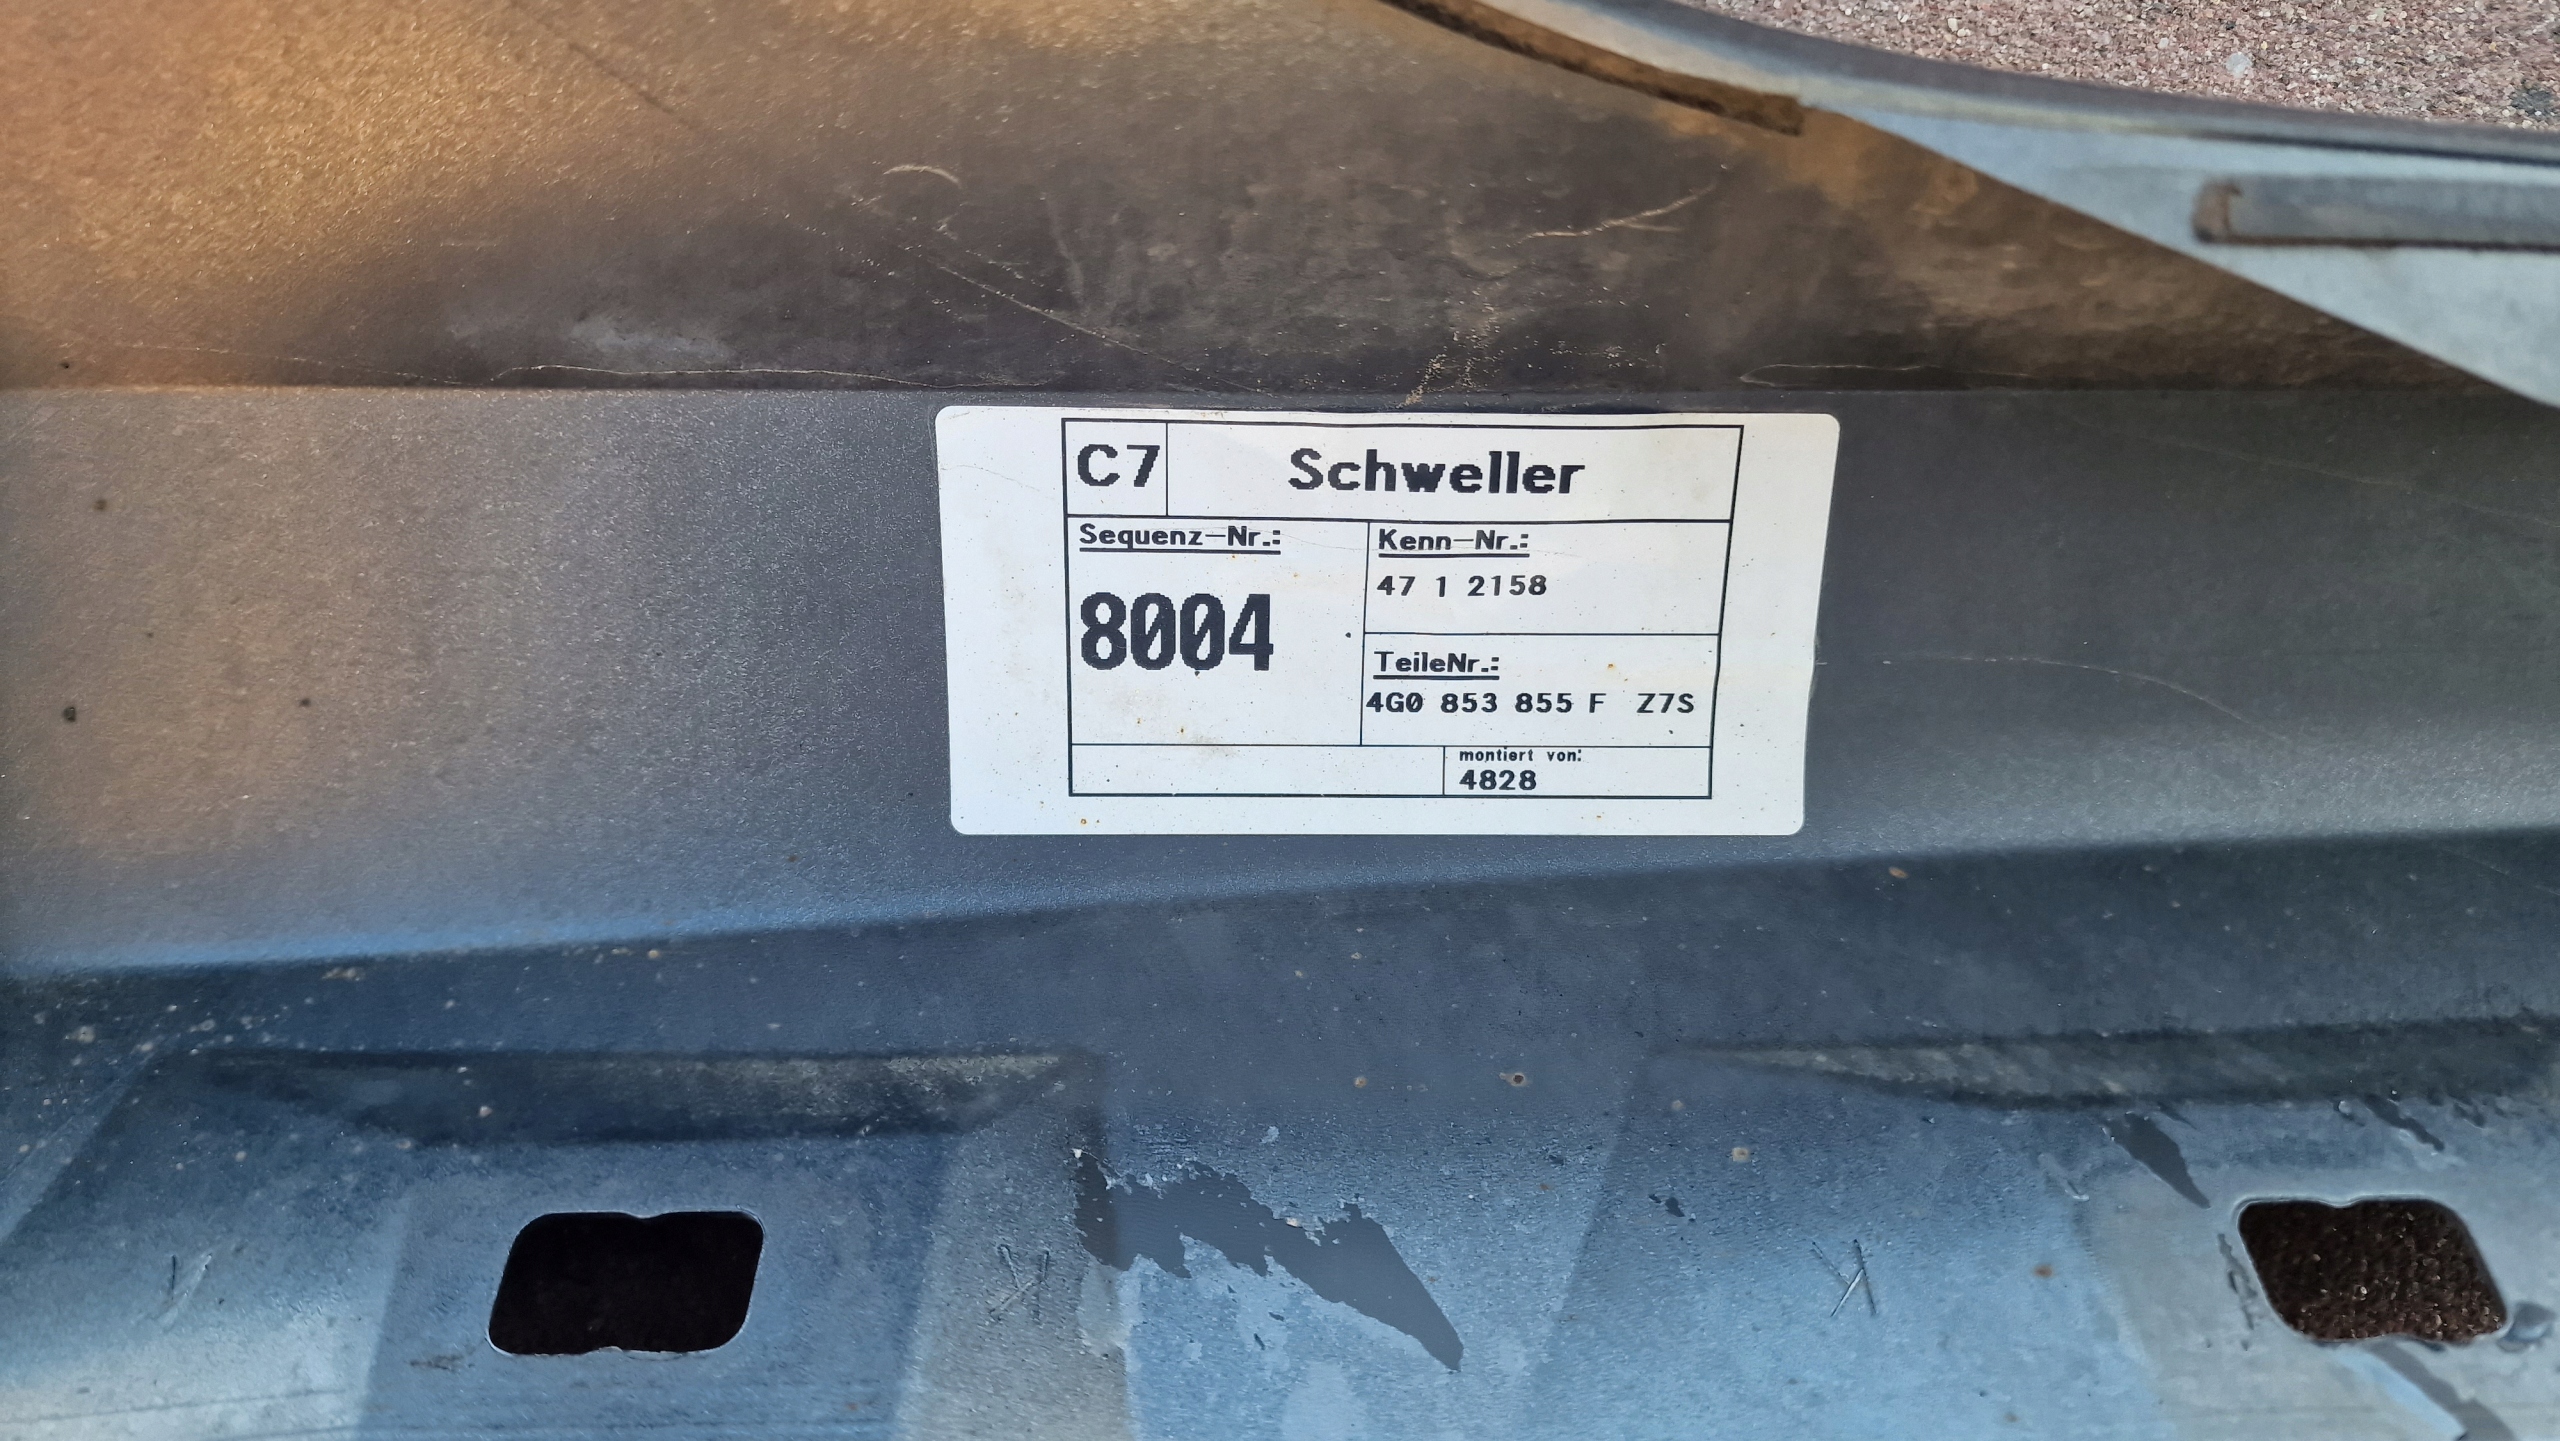 C7 Schweller
Sequenz-Nr.:
8004
Kenn-Nr.:
47 1 2158
TeileNr.:
4G0 853 855 F Z7S
montiert von:
4828